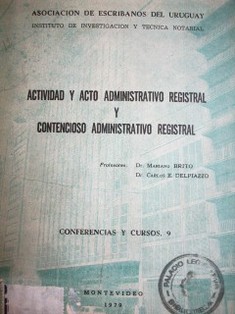 ASOCIACION DE ESCRIBANOS DEL URUGUAY
INSTITUTO DE INVESTIGACION Y TECNICA NOTARIAL
ACTIVIDAD Y ACTO ADMINISTRATIVO REGISTRAL
Y
CONTENCIOSO ADMINISTRATIVO REGISTRAL
Profesores: Dr. Mariano BRITO
Dr. Carlos E. DELPIAZZO
CONFERENCIAS Y CURSOS, 9
MONTEVIDEO
PALACIO